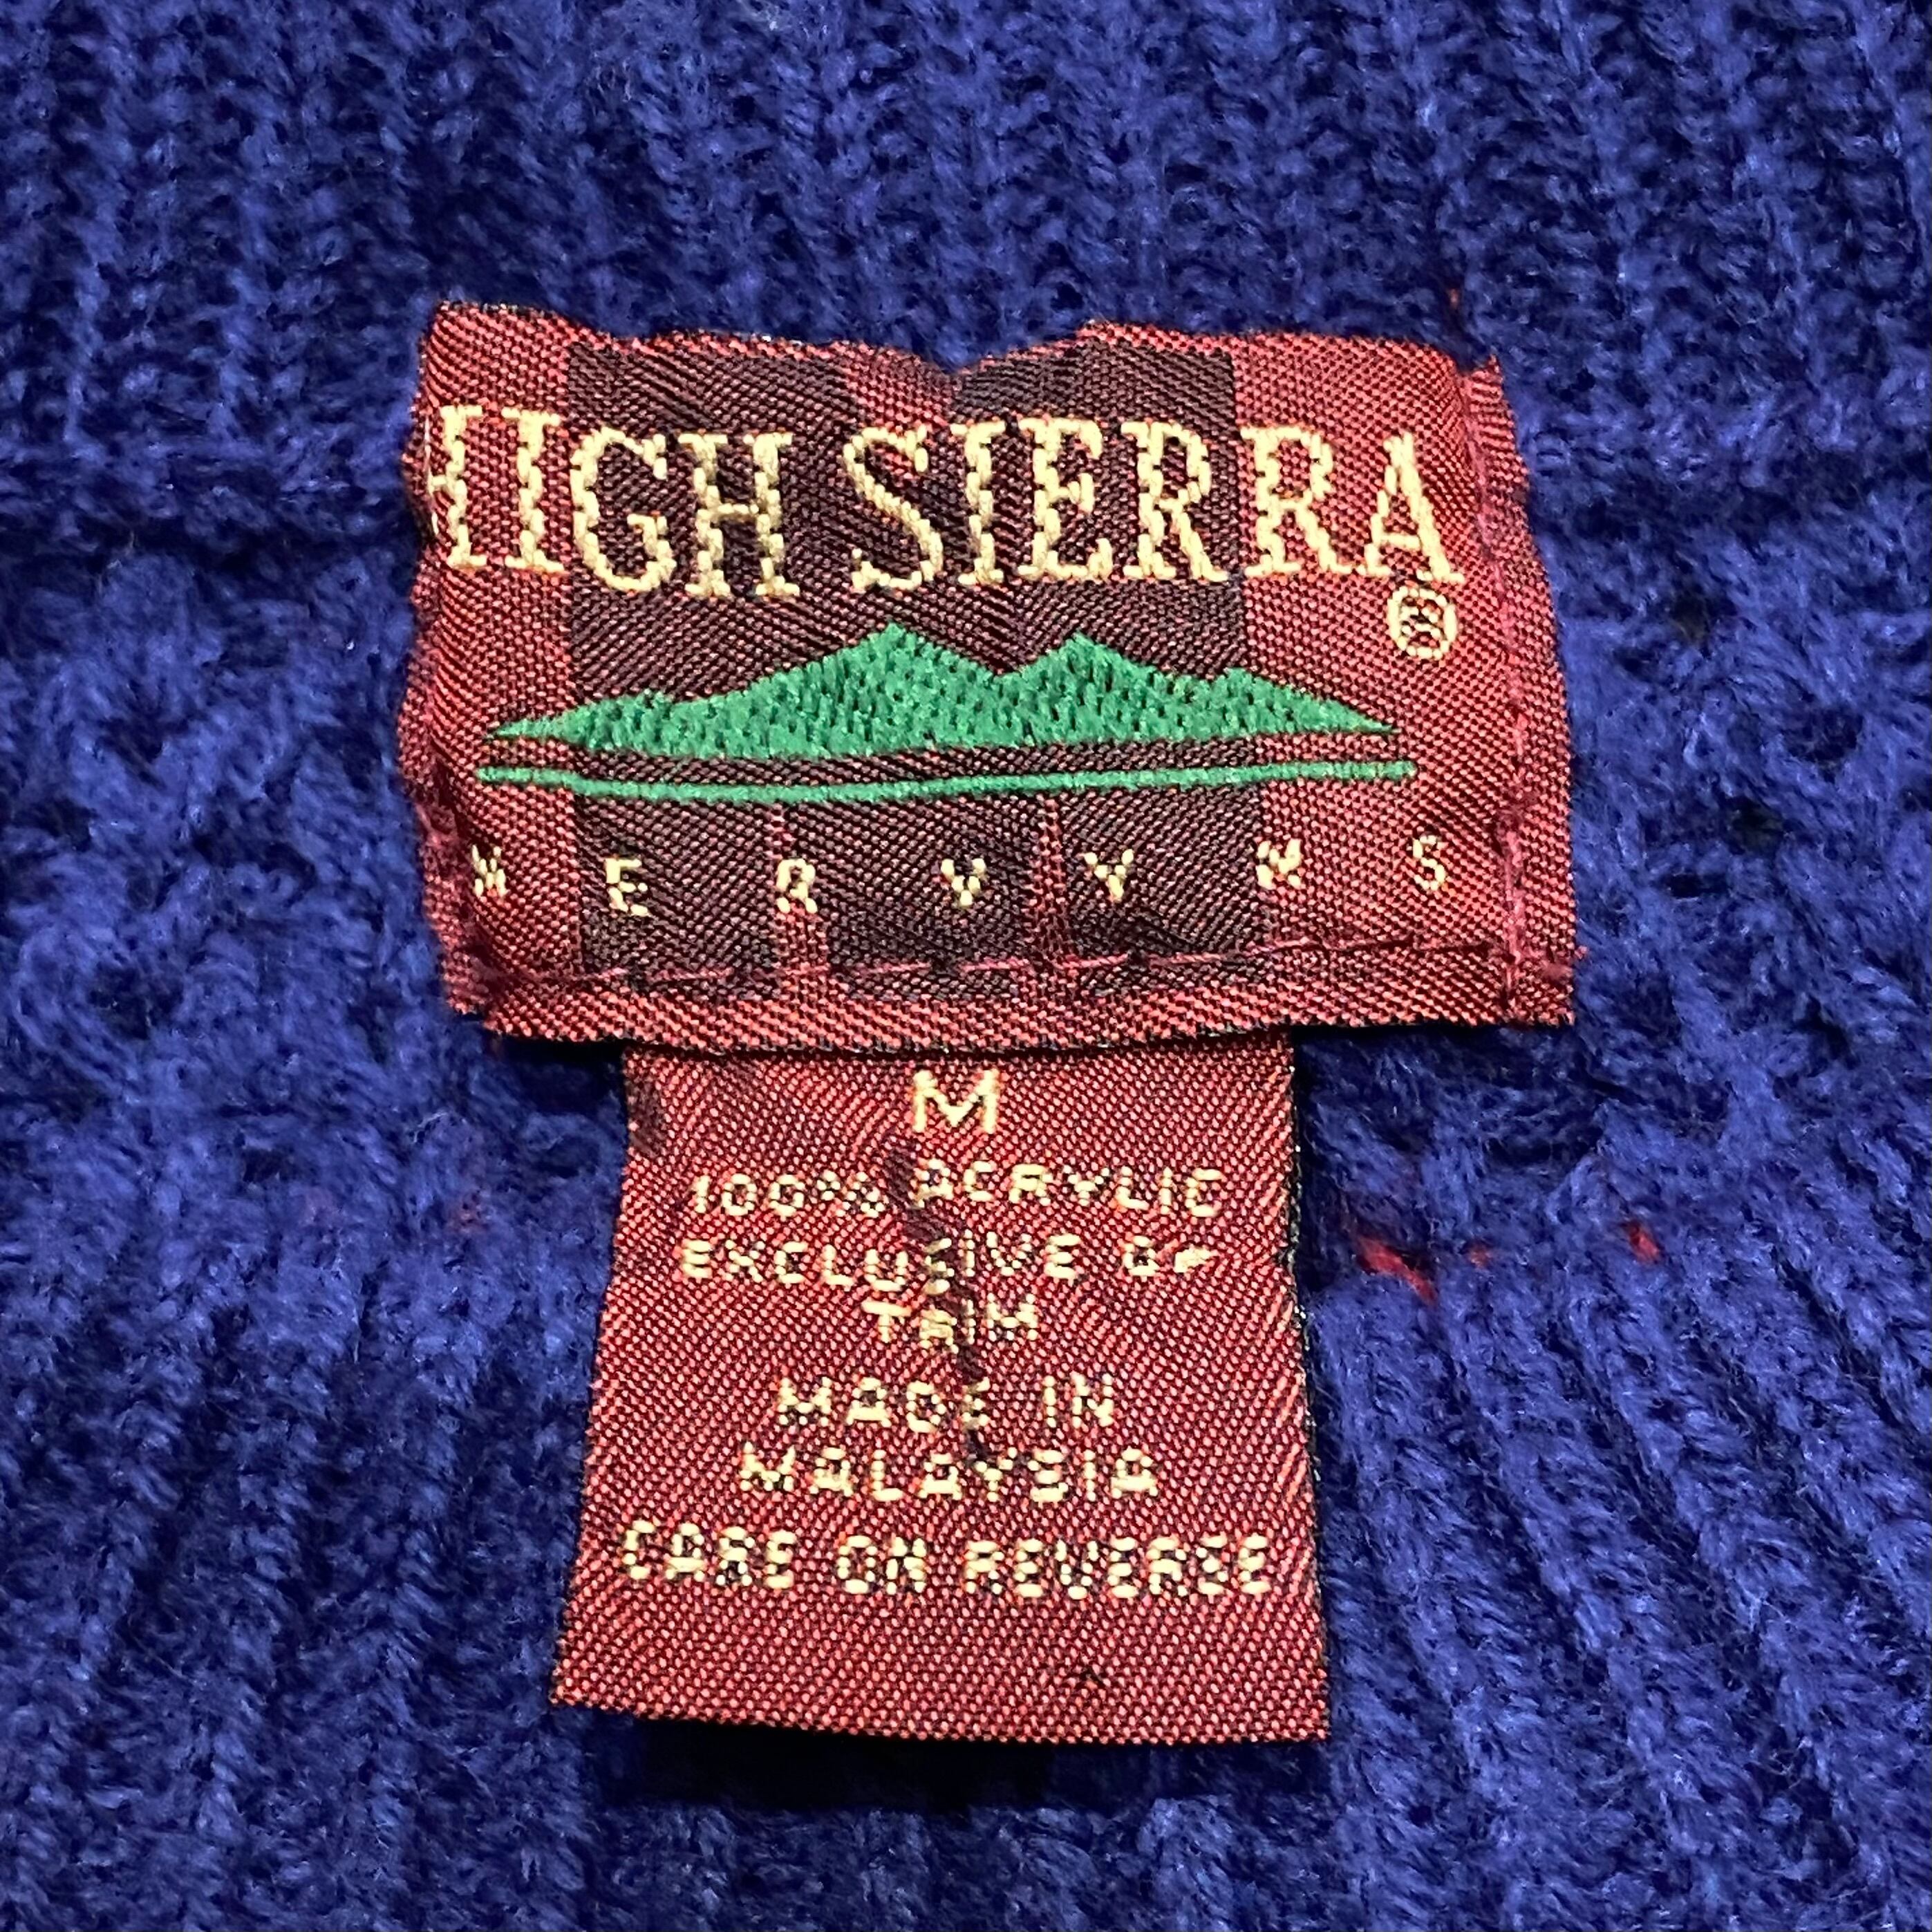 HIGH SIERRA
®
MERVYNS
M
100% ACRYLIC
EXCLUSIVE OF
TRIM
MADE IN
MALAYSIA
CARE ON REVERSE